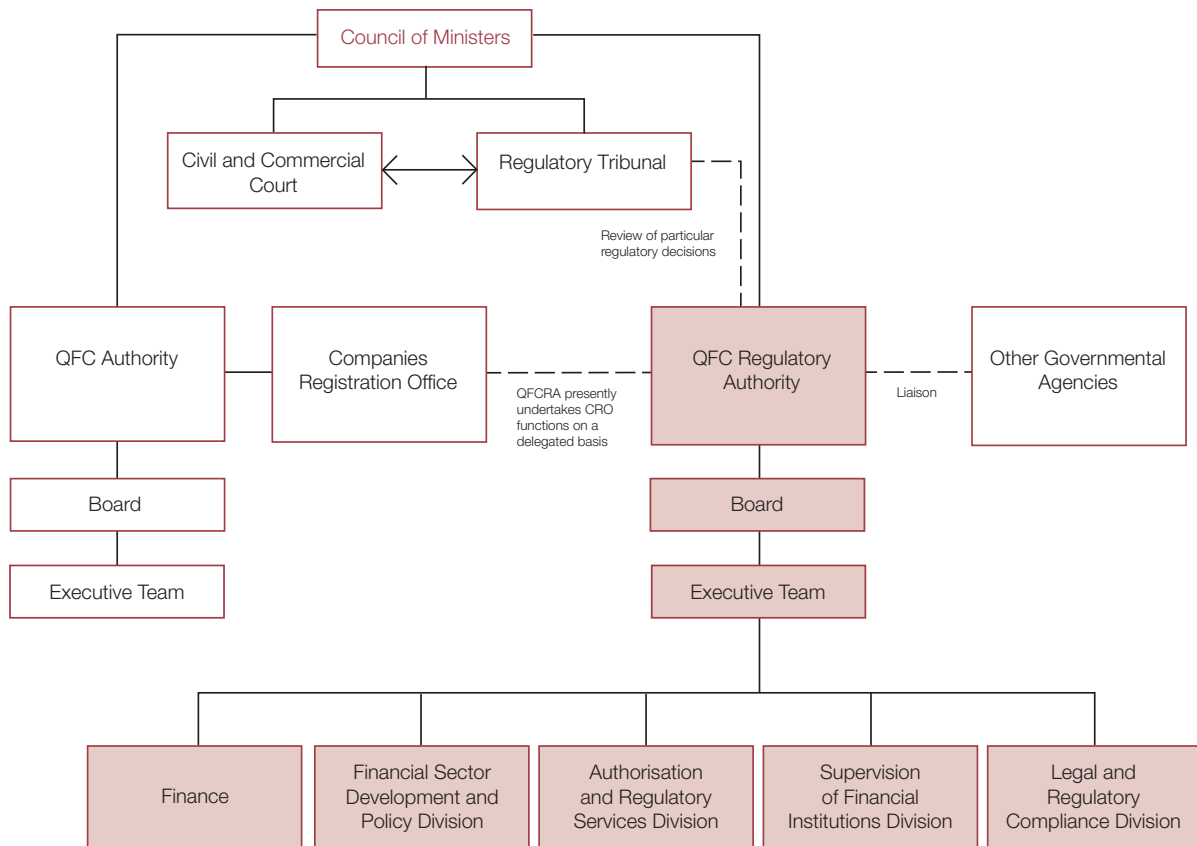 Council of Ministers
Civil and Commercial
Court
Regulatory Tribunal
Review of particular
regulatory decisions
QFC Authority
Companies
Registration Office
QFCRA presently
undertakes CRO
functions on a
delegated basis
QFC Regulatory
Authority
Liaison
Other Governmental
Agencies
Board
Board
Executive Team
Executive Team
Finance
Financial Sector
Development and
Policy Division
Authorisation
and Regulatory
Services Division
Supervision
of Financial
Institutions Division
Legal and
Regulatory
Compliance Division